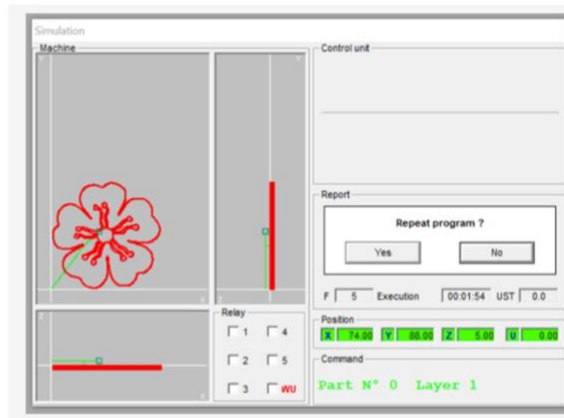 Simulation
Machine
Y
X
Y
Z
Z
X
Relay
1 4
2 5
3 WU
Control unit
Report
Repeat program ?
Yes No
F 5 Execution 00:01:54 UST 0.0
Position
X 74.00 Y 88.00 Z 5.00 U 0.00
Command
Part N° 0 Layer 1